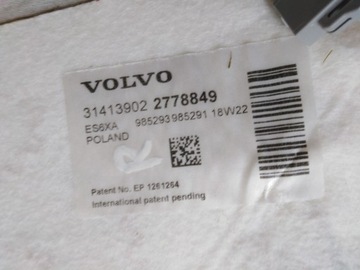 VOLVO
31413902 2778849
ES6XA 985293985291 18W22
POLAND
Patent No. EP 1261264
International patent pending